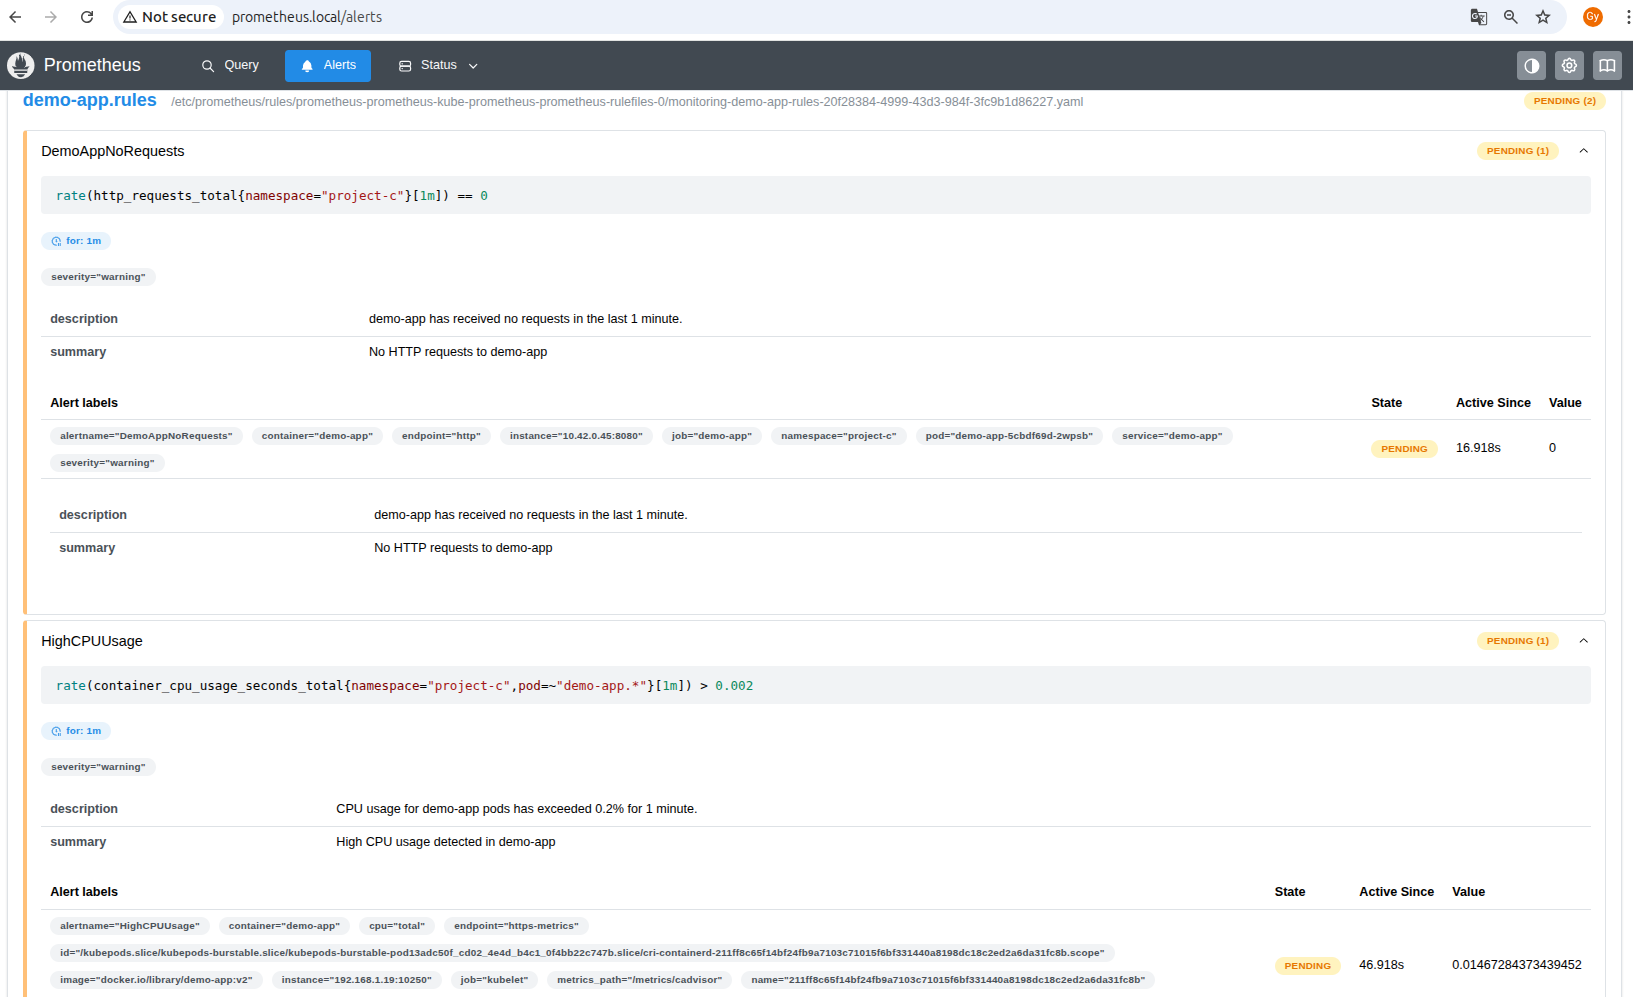 Not secure prometheus.local/alerts Gy
Prometheus Query Alerts Status
demo-app.rules /etc/prometheus/rules/prometheus-prometheus-kube-prometheus-prometheus-rulefiles-0/monitoring-demo-app-rules-20f28384-4999-43d3-984f-3fc9b1d86227.yaml PENDING (2)
DemoAppNoRequests PENDING (1)
rate(http_requests_total{namespace="project-c"}[1m]) == 0
for: 1m
severity="warning"
description demo-app has received no requests in the last 1 minute.
summary No HTTP requests to demo-app
Alert labels State Active Since Value
alertname="DemoAppNoRequests" container="demo-app" endpoint="http" instance="10.42.0.45:8080" job="demo-app" namespace="project-c" pod="demo-app-5cbdf69d-2wpsb" service="demo-app"
severity="warning" PENDING 16.918s 0
description demo-app has received no requests in the last 1 minute.
summary No HTTP requests to demo-app
HighCPUUsage PENDING (1)
rate(container_cpu_usage_seconds_total{namespace="project-c",pod=~"demo-app.*"}[1m]) > 0.002
for: 1m
severity="warning"
description CPU usage for demo-app pods has exceeded 0.2% for 1 minute.
summary High CPU usage detected in demo-app
Alert labels State Active Since Value
alertname="HighCPUUsage" container="demo-app" cpu="total" endpoint="https-metrics"
id="/kubepods.slice/kubepods-burstable.slice/kubepods-burstable-pod13adc50f_cd02_4e4d_b4c1_0f4bb22c747b.slice/cri-containerd-211ff8c65f14bf24fb9a7103c71015f6bf331440a8198dc18c2ed2a6da31fc8b.scope" PENDING 46.918s 0.01467284373439452
image="docker.io/library/demo-app:v2" instance="192.168.1.19:10250" job="kubelet" metrics_path="/metrics/cadvisor" name="211ff8c65f14bf24fb9a7103c71015f6bf331440a8198dc18c2ed2a6da31fc8b"